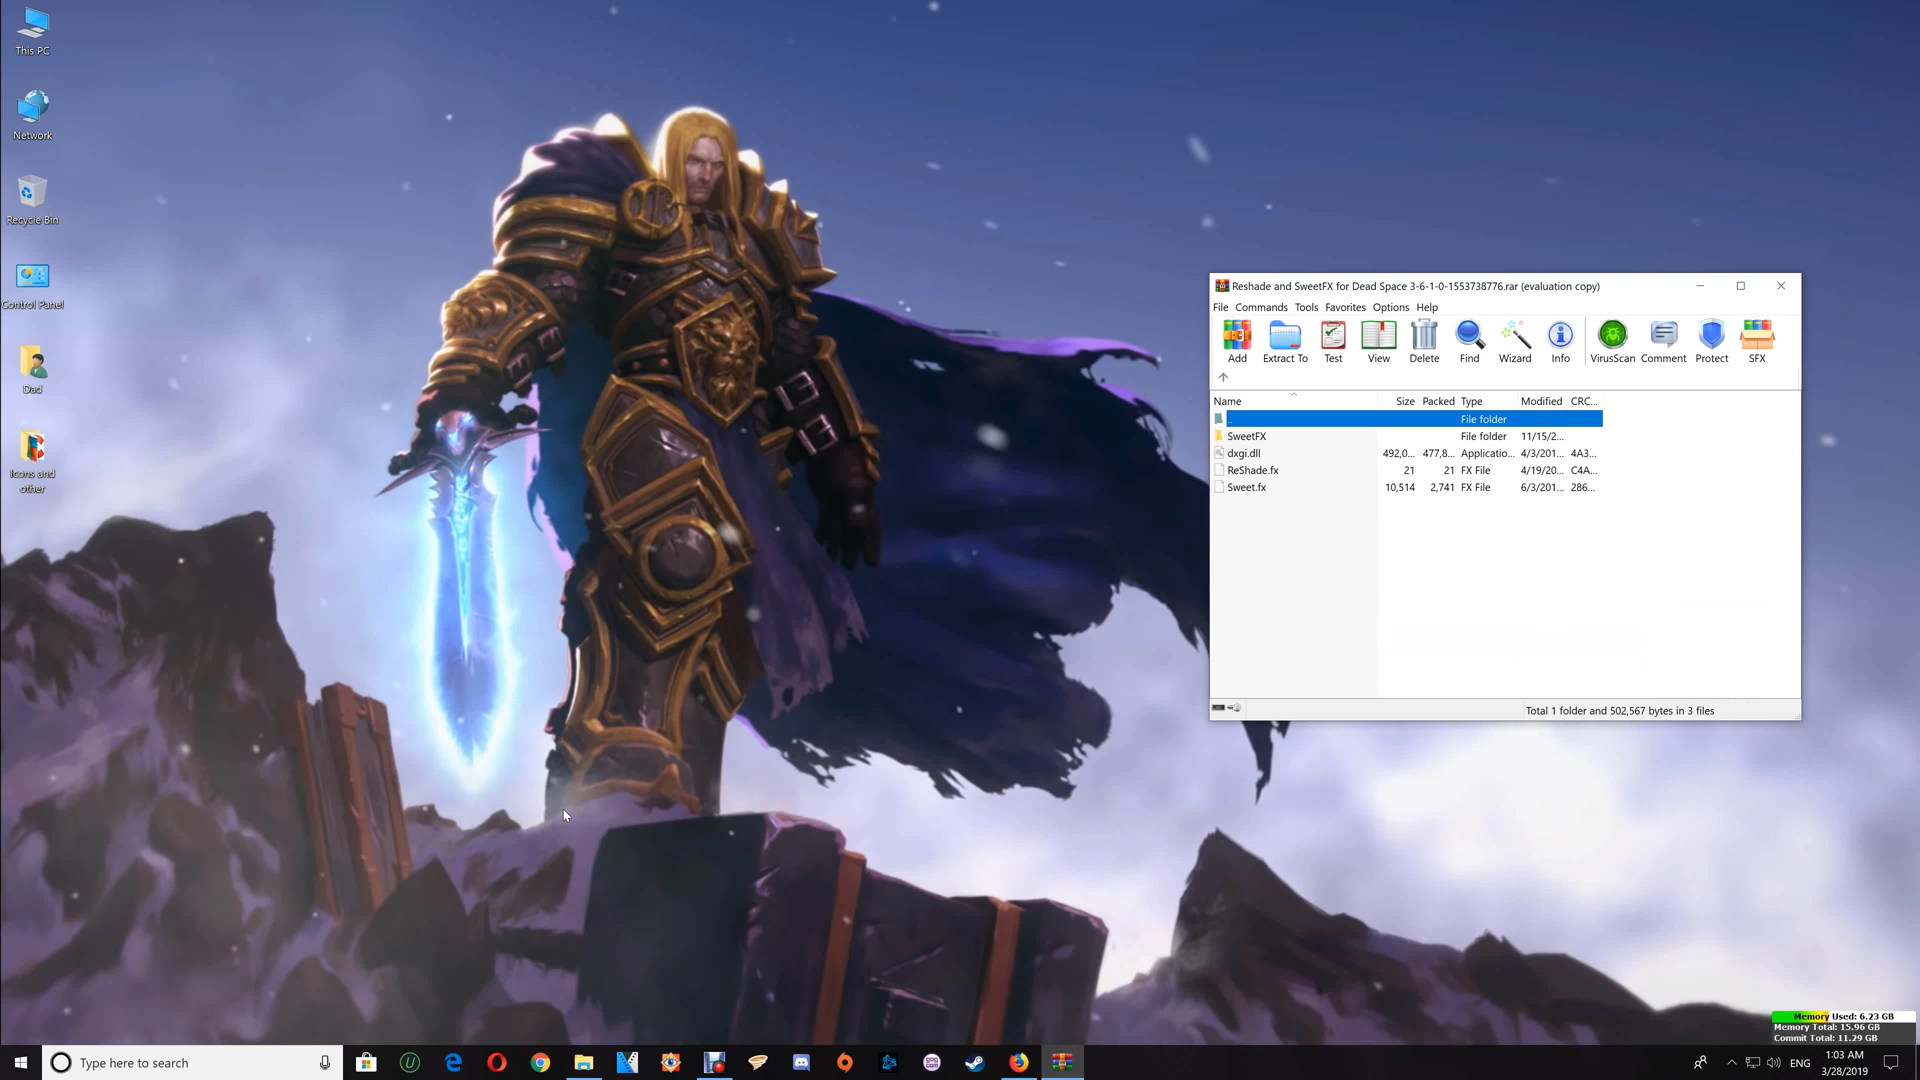 This PC
Network
Recycle Bin
Control Panel
Dad
Icons and
other
Reshade and SweetFX for Dead Space 3-6-1-0-1553738776.rar (evaluation copy)
File Commands Tools Favorites Options Help
Add Extract To Test View Delete Find Wizard Info VirusScan Comment Protect SFX
Name Size Packed Type Modified CRC...
.. File folder
SweetFX File folder 11/15/2...
dxgi.dll 492,0... 477,8... Applicatio... 4/3/201... 4A3...
ReShade.fx 21 21 FX File 4/19/20... C4A...
Sweet.fx 10,514 2,741 FX File 6/3/201... 286...
Total 1 folder and 502,567 bytes in 3 files
Memory Used: 6.23 GB
Memory Total: 15.96 GB
Commit Total: 11.29 GB
Type here to search
GOG
COM
ENG
1:03 AM
3/28/2019